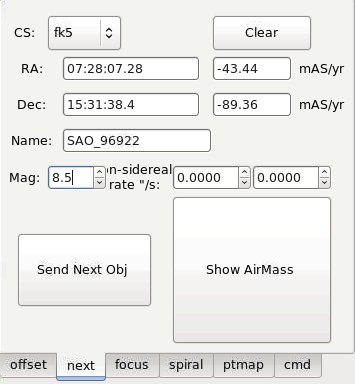 CS: fk5 Clear
RA: 07:28:07.28 -43.44 mAS/yr
Dec: 15:31:38.4 -89.36 mAS/yr
Name: SAO_96922
Mag: 8.5 n-sidereal rate "/s: 0.0000 0.0000
Send Next Obj Show AirMass
offset next focus spiral ptmap cmd